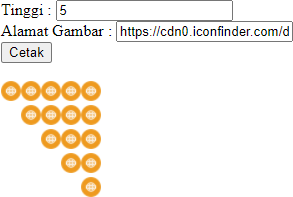 Tinggi : 5
Alamat Gambar : https://cdn0.iconfinder.com/d
Cetak